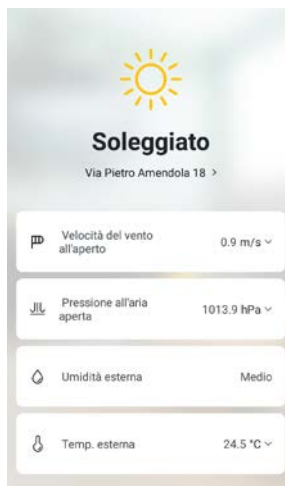 Soleggiato
Via Pietro Amendola 18 >
Velocità del vento
all'aperto
0.9 m/s
Pressione all'aria
aperta
1013.9 hPa
Umidità esterna
Medio
Temp. esterna
24.5 °C